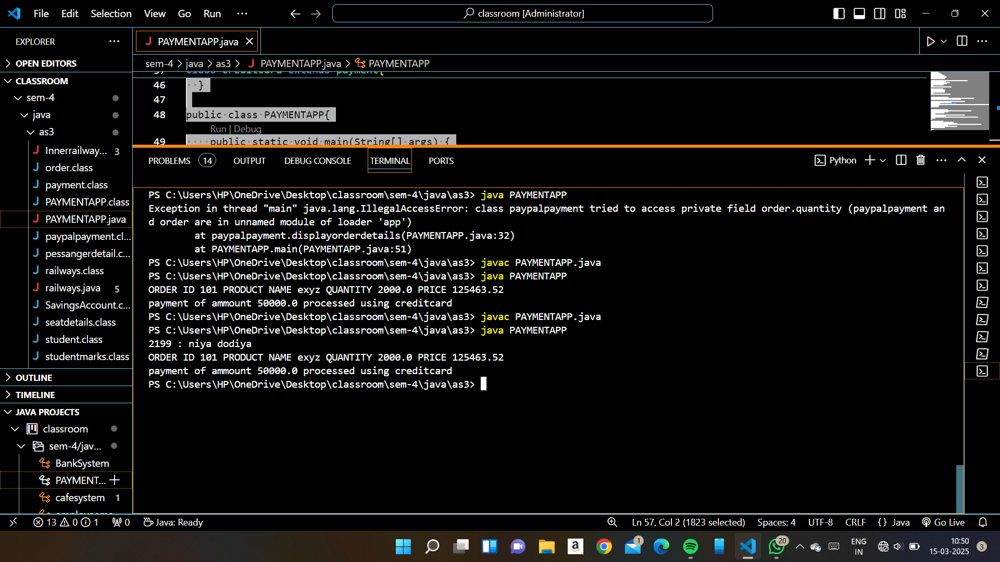 File Edit Selection View Go Run ···
classroom [Administrator]
EXPLORER ···
OPEN EDITORS
CLASSROOM
sem-4
java
as3
Innerrailway... 3
order.class
payment.class
PAYMENTAPP.class
PAYMENTAPP.java
paypalpayment.cl...
pessangerdetail.c...
railways.class
railways.java 5
SavingsAccount.c...
seatdetails.class
student.class
studentmarks.class
OUTLINE
TIMELINE
JAVA PROJECTS
classroom
sem-4/jav...
BankSystem
PAYMENT...
cafesystem 1
PAYMENTAPP.java
sem-4 > java > as3 > PAYMENTAPP.java > PAYMENTAPP
37 class creditcard extends payment{
46 }
47
48 public class PAYMENTAPP{
Run | Debug
49 public static void main(String[] args) {
PROBLEMS 14 OUTPUT DEBUG CONSOLE TERMINAL PORTS
Python
PS C:\Users\HP\OneDrive\Desktop\classroom\sem-4\java\as3> java PAYMENTAPP
Exception in thread "main" java.lang.IllegalAccessError: class paypalpayment tried to access private field order.quantity (paypalpayment an
d order are in unnamed module of loader 'app')
at paypalpayment.displayorderdetails(PAYMENTAPP.java:32)
at PAYMENTAPP.main(PAYMENTAPP.java:51)
PS C:\Users\HP\OneDrive\Desktop\classroom\sem-4\java\as3> javac PAYMENTAPP.java
PS C:\Users\HP\OneDrive\Desktop\classroom\sem-4\java\as3> java PAYMENTAPP
ORDER ID 101 PRODUCT NAME exyz QUANTITY 2000.0 PRICE 125463.52
payment of ammount 50000.0 processed using creditcard
PS C:\Users\HP\OneDrive\Desktop\classroom\sem-4\java\as3> javac PAYMENTAPP.java
PS C:\Users\HP\OneDrive\Desktop\classroom\sem-4\java\as3> java PAYMENTAPP
2199 : niya dodiya
ORDER ID 101 PRODUCT NAME exyz QUANTITY 2000.0 PRICE 125463.52
payment of ammount 50000.0 processed using creditcard
PS C:\Users\HP\OneDrive\Desktop\classroom\sem-4\java\as3>
13 0 1 0 Java: Ready
Ln 57, Col 2 (1823 selected) Spaces: 4 UTF-8 CRLF {} Java Go Live
1
20
ENG
IN
10:50
15-03-2025
3